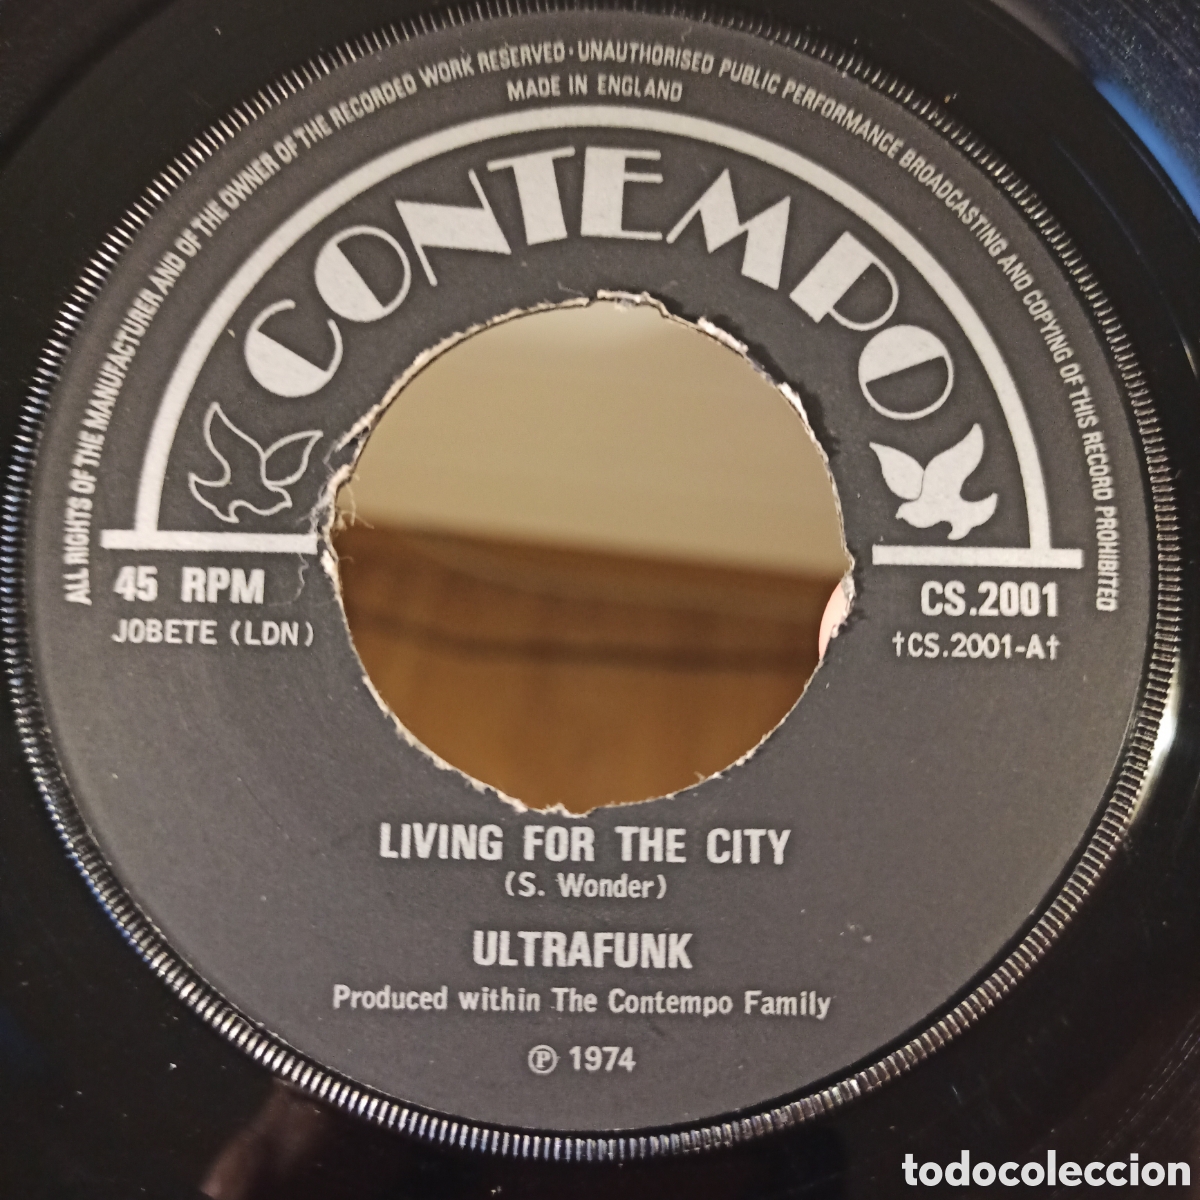 ALL RIGHTS OF THE MANUFACTURER AND OF THE OWNER OF THE RECORDED WORK RESERVED · UNAUTHORISED PUBLIC PERFORMANCE BROADCASTING AND COPYING OF THIS RECORD PROHIBITED
MADE IN ENGLAND
CONTEMPO
45 RPM
JOBETE (LDN)
CS.2001
†CS.2001-A†
LIVING FOR THE CITY
(S. Wonder)
ULTRAFUNK
Produced within The Contempo Family
℗ 1974
todocoleccion